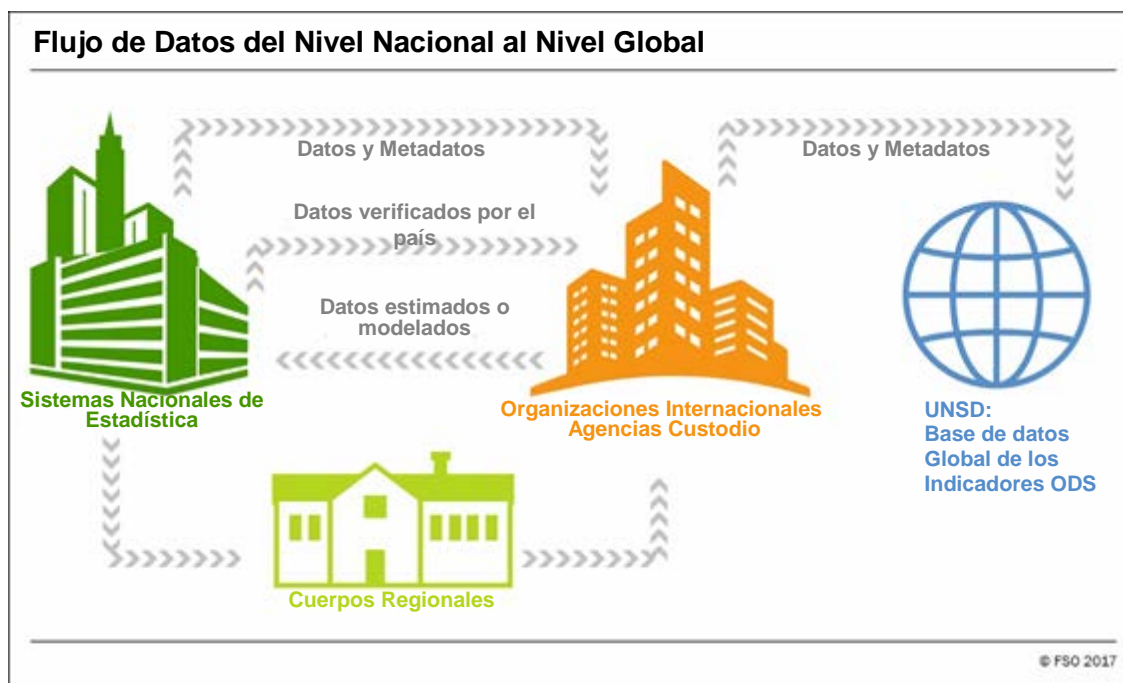 Flujo de Datos del Nivel Nacional al Nivel Global
Datos y Metadatos
Datos y Metadatos
Datos verificados por el
país
Datos estimados o
modelados
Sistemas Nacionales de
Estadística
Organizaciones Internacionales
Agencias Custodio
UNSD:
Base de datos
Global de los
Indicadores ODS
Cuerpos Regionales
© FSO 2017